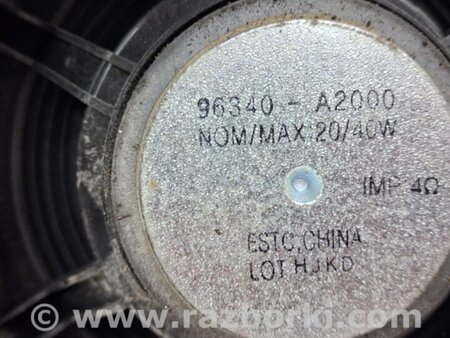 96340 - A2000
NOM/MAX 20/40W
IMP 4Ω
ESTC, CHINA
LOT HJKD
www.razborki.com